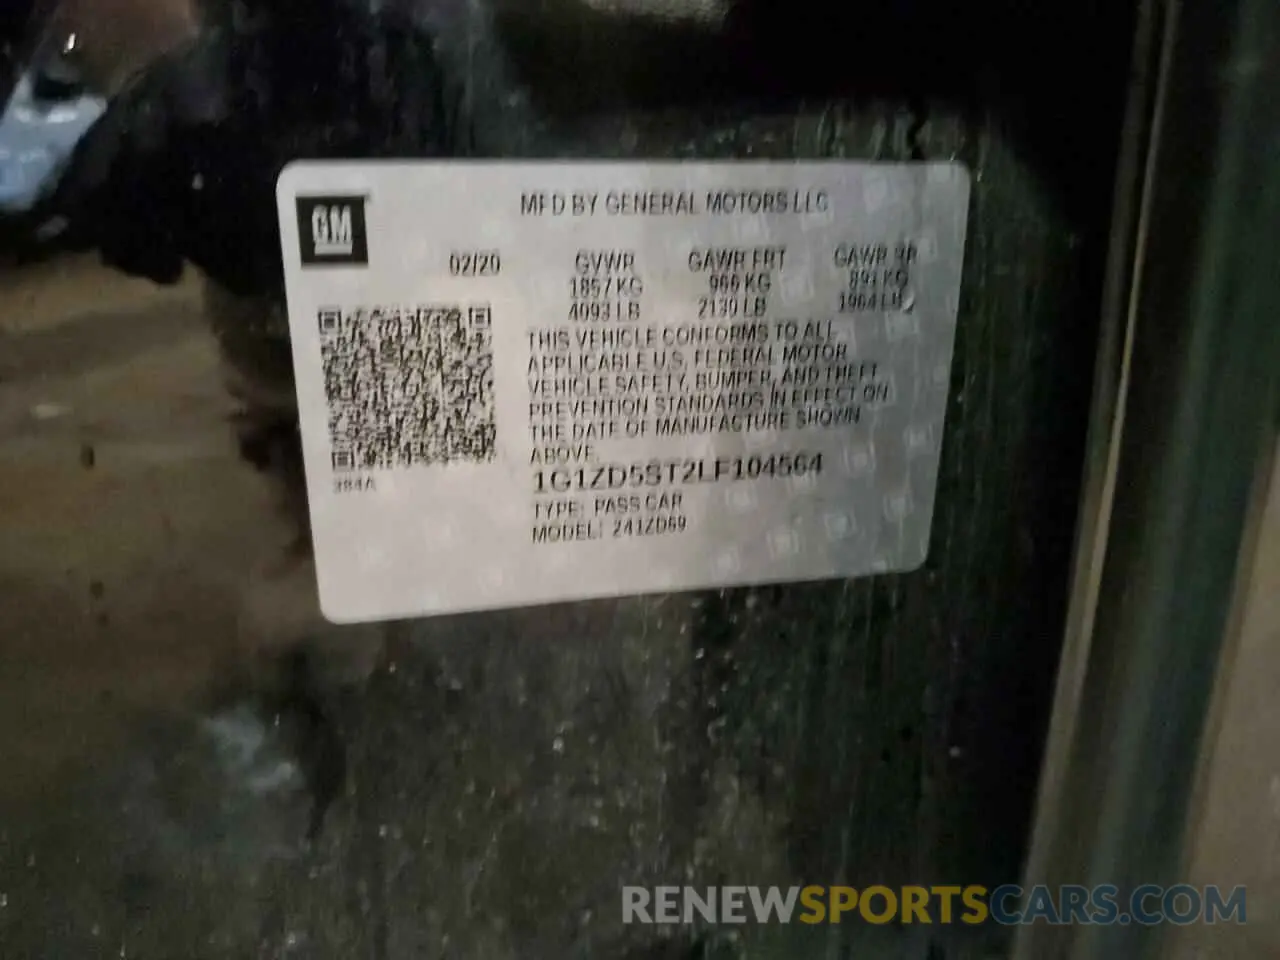 GM
MFD BY GENERAL MOTORS LLC
02/20 GVWR GAWR FRT GAWR RR
1857 KG 966 KG 891 KG
4093 LB 2130 LB 1964 LB
THIS VEHICLE CONFORMS TO ALL
APPLICABLE U.S. FEDERAL MOTOR
VEHICLE SAFETY, BUMPER, AND THEFT
PREVENTION STANDARDS IN EFFECT ON
THE DATE OF MANUFACTURE SHOWN
ABOVE.
384A
1G1ZD5ST2LF104564
TYPE: PASS CAR
MODEL: 241ZD69
RENEWSPORTSCARS.COM